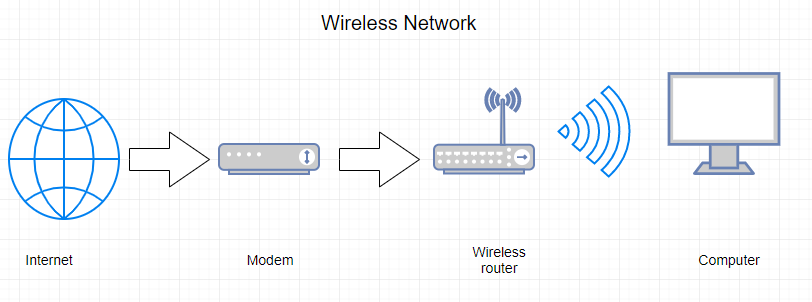 Wireless Network
Internet
Modem
Wireless
router
Computer